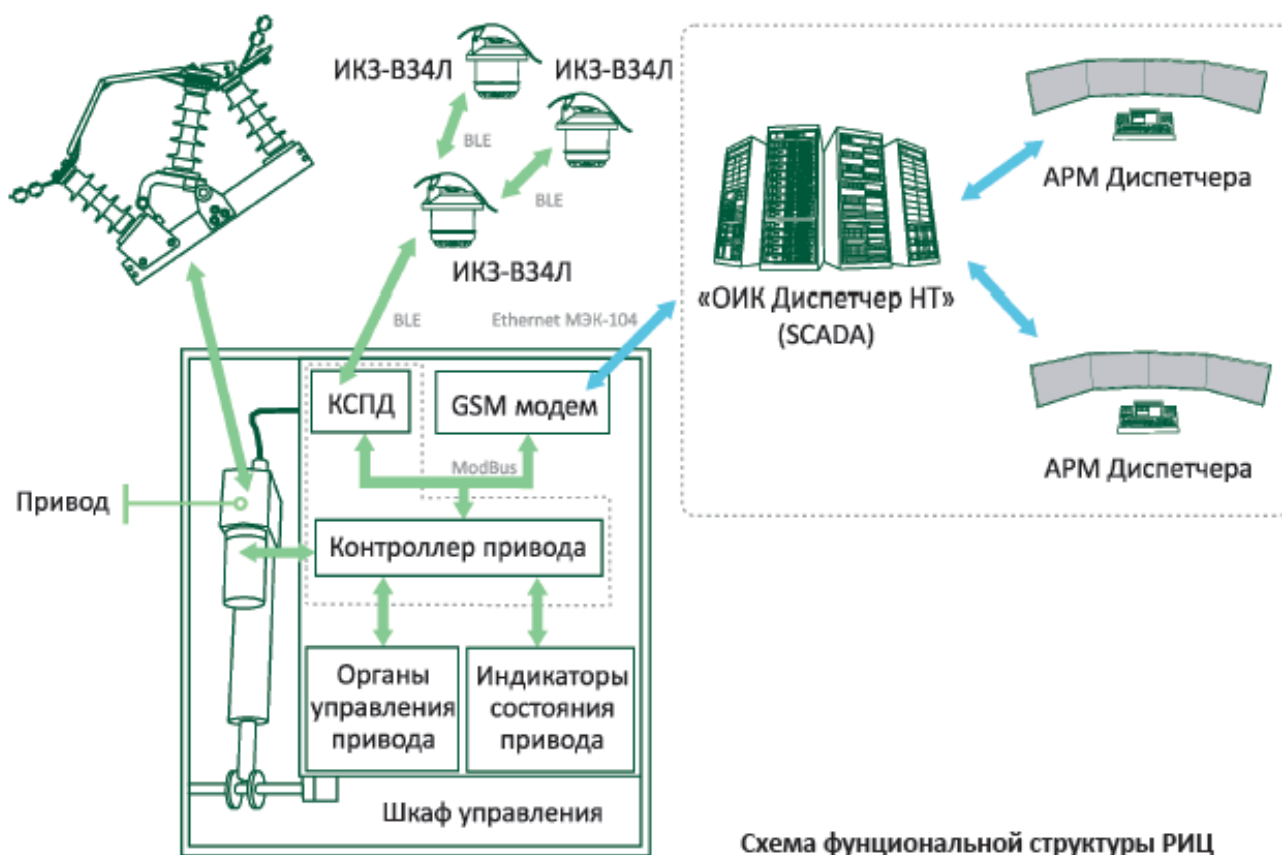 ИКЗ-В34Л
ИКЗ-В34Л
BLE
BLE
ИКЗ-В34Л
BLE
Ethernet МЭК-104
«ОИК Диспетчер НТ»
(SCADA)
АРМ Диспетчера
АРМ Диспетчера
КСПД
GSM модем
ModBus
Привод
Контроллер привода
Органы
управления
привода
Индикаторы
состояния
привода
Шкаф управления
Схема фунциональной структуры РИЦ